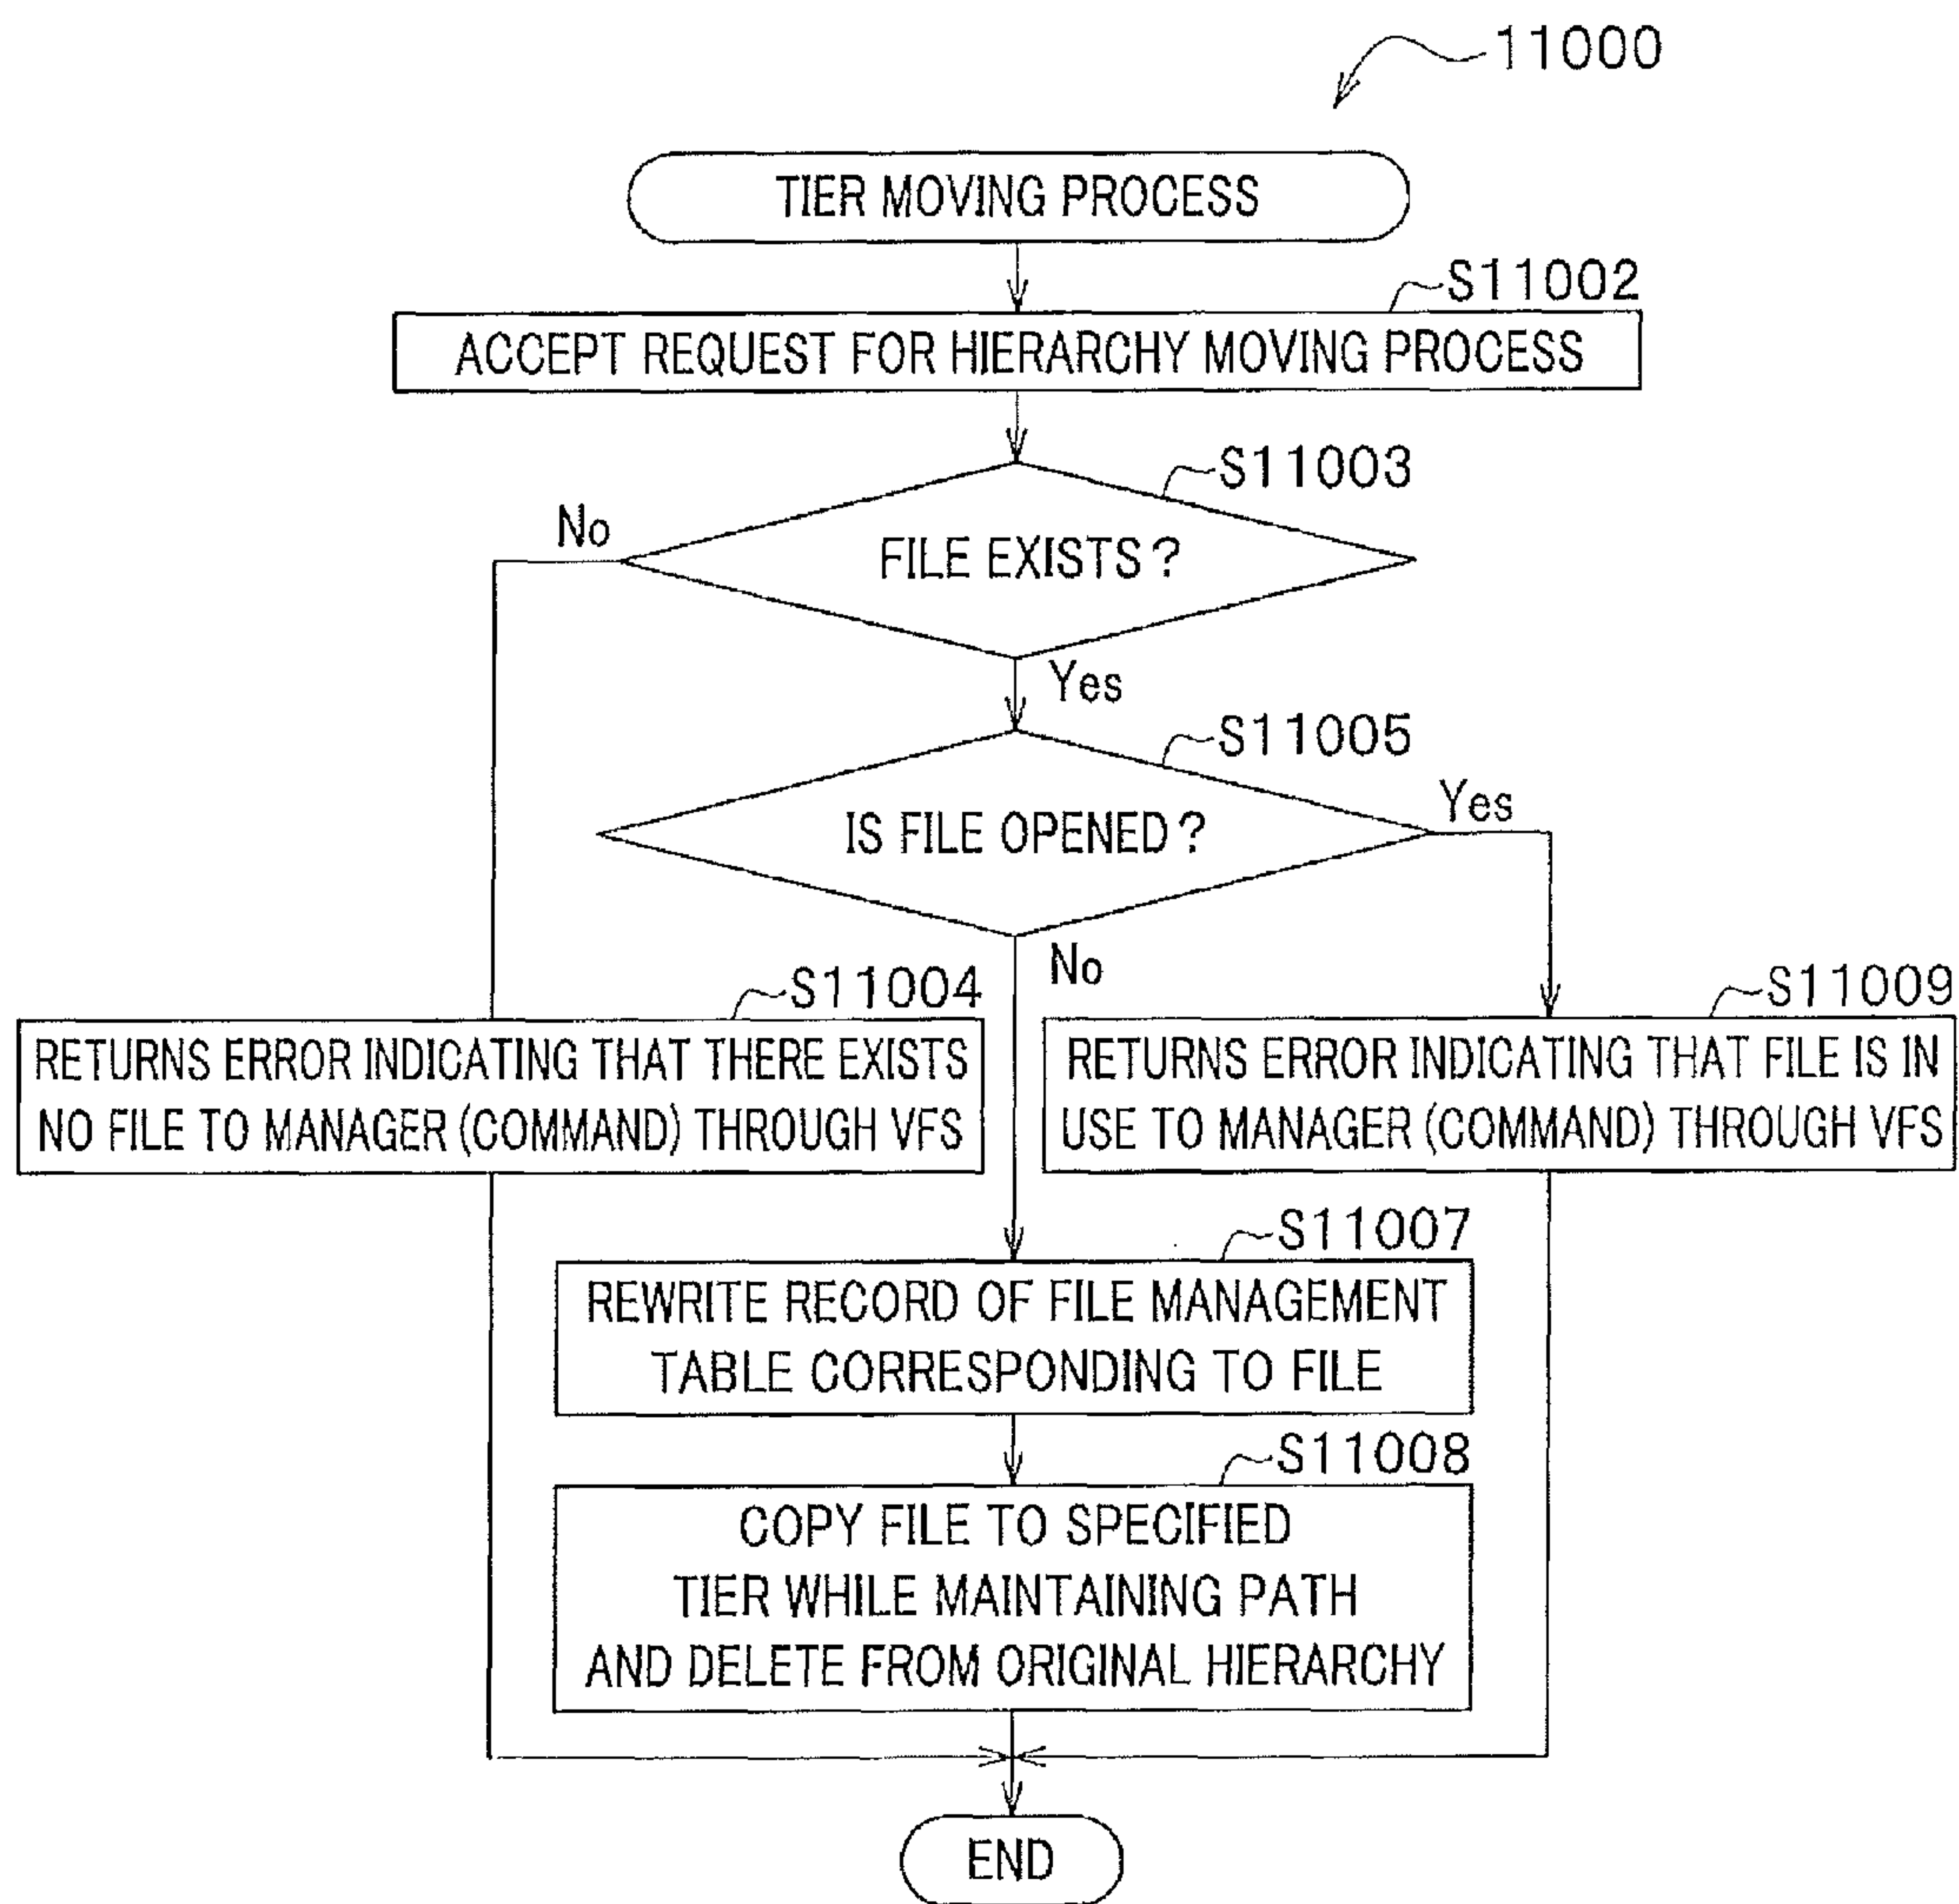 11000
TIER MOVING PROCESS
S11002
ACCEPT REQUEST FOR HIERARCHY MOVING PROCESS
S11003
No
FILE EXISTS?
Yes
S11005
Yes
IS FILE OPENED?
No
S11004
RETURNS ERROR INDICATING THAT THERE EXISTS
NO FILE TO MANAGER (COMMAND) THROUGH VFS
S11009
RETURNS ERROR INDICATING THAT FILE IS IN
USE TO MANAGER (COMMAND) THROUGH VFS
S11007
REWRITE RECORD OF FILE MANAGEMENT
TABLE CORRESPONDING TO FILE
S11008
COPY FILE TO SPECIFIED
TIER WHILE MAINTAINING PATH
AND DELETE FROM ORIGINAL HIERARCHY
END